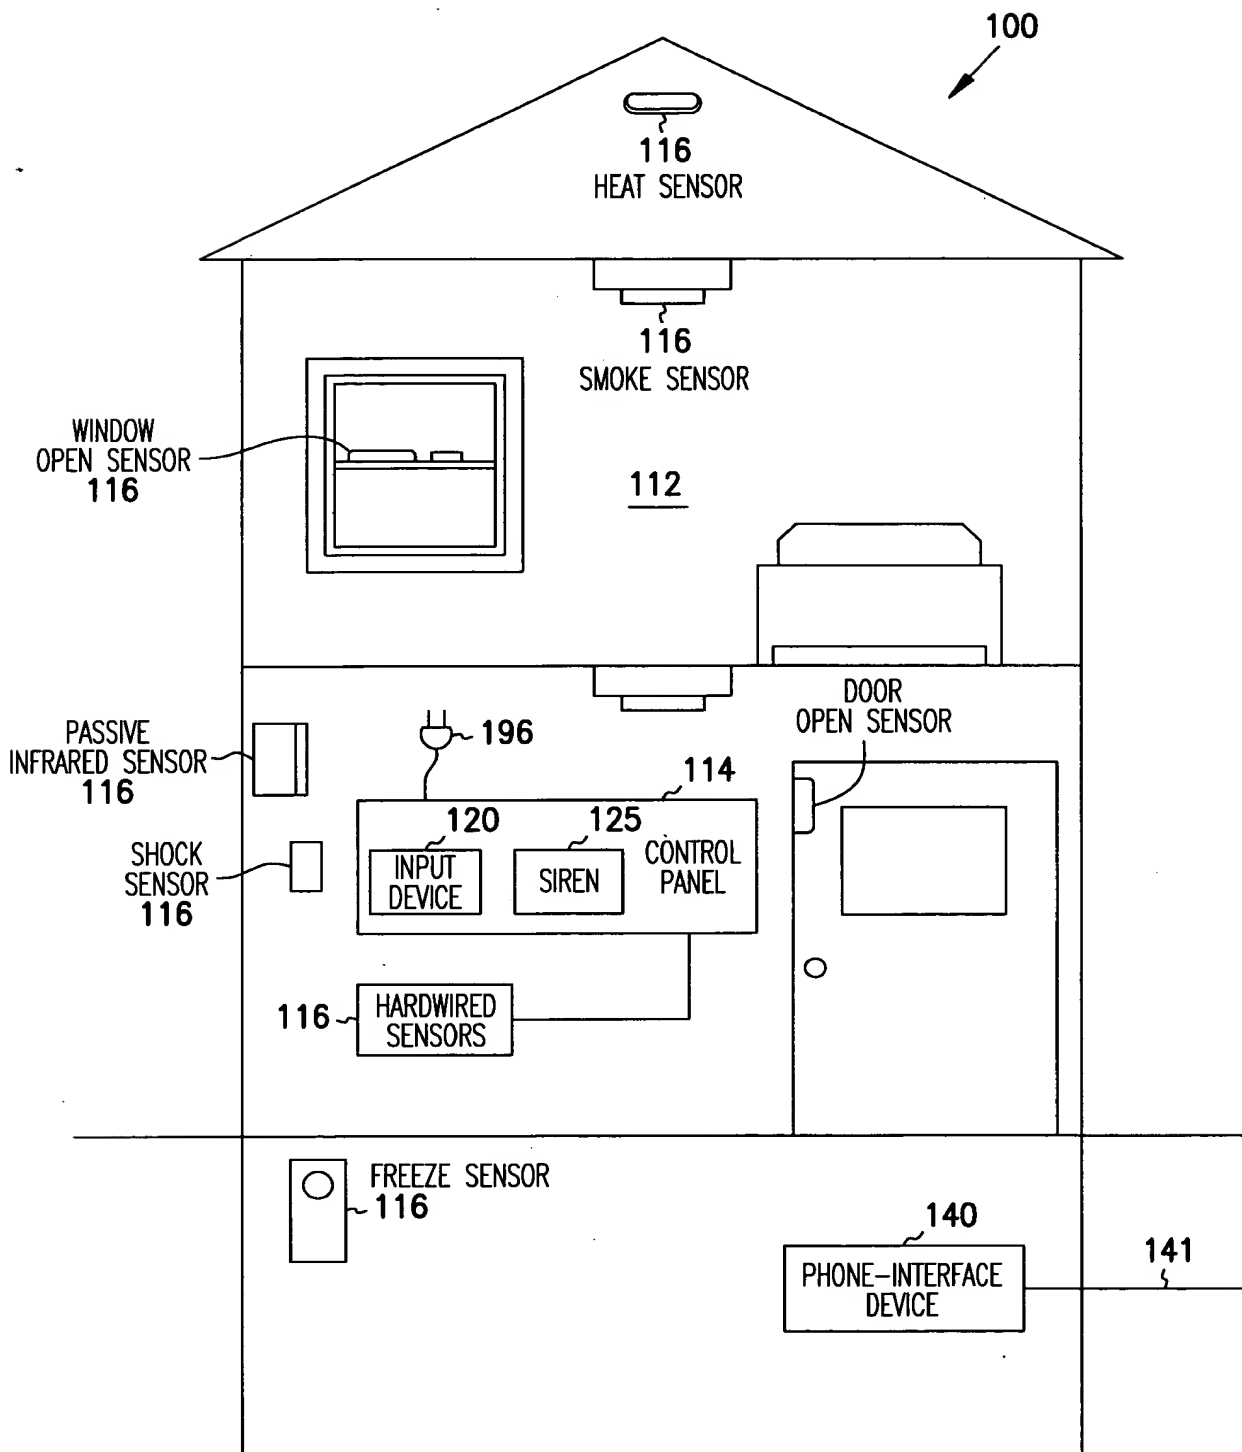 100
116
HEAT SENSOR
116
SMOKE SENSOR
WINDOW
OPEN SENSOR
116
112
DOOR
OPEN SENSOR
PASSIVE
INFRARED SENSOR
116
196
114
120
125
INPUT
DEVICE
SIREN
CONTROL
PANEL
SHOCK
SENSOR
116
116
HARDWIRED
SENSORS
FREEZE SENSOR
116
140
PHONE-INTERFACE
DEVICE
141